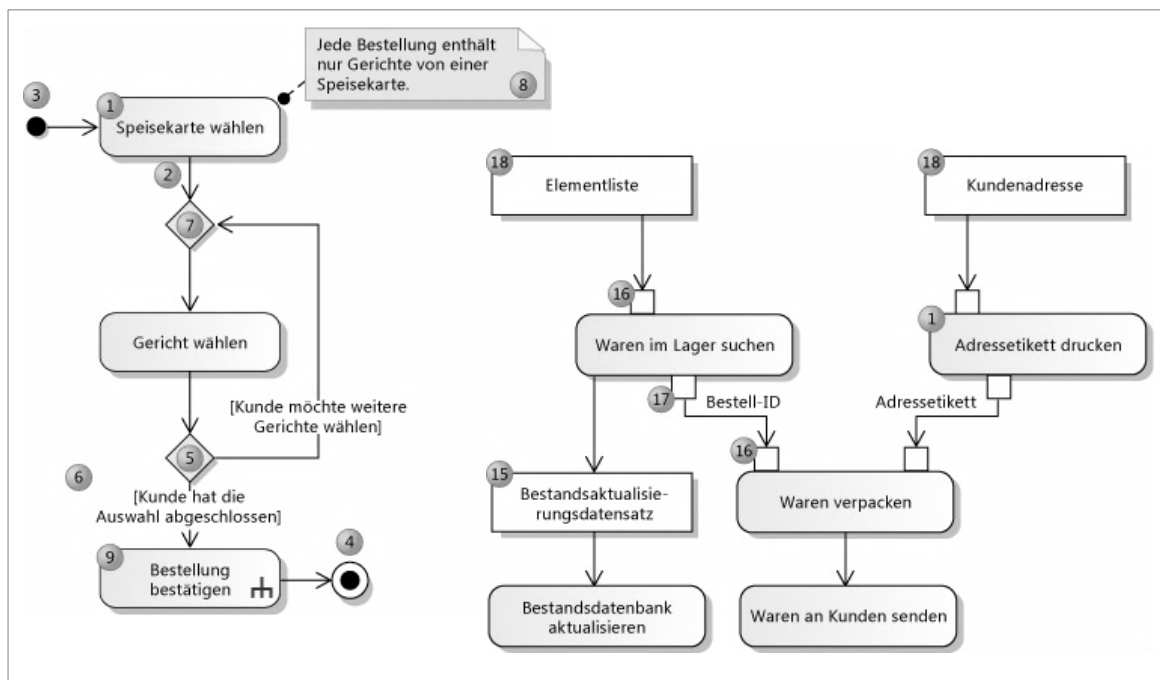 Jede Bestellung enthält
nur Gerichte von einer
Speisekarte.
8
3
1
Speisekarte wählen
2
7
Gericht wählen
[Kunde möchte weitere
Gerichte wählen]
5
6
[Kunde hat die
Auswahl abgeschlossen]
9
Bestellung
bestätigen
4
18
Elementliste
18
Kundenadresse
16
Waren im Lager suchen
1
Adressetikett drucken
17
Bestell-ID
Adressetikett
16
15
Bestandsaktualisie-
rungsdatensatz
Waren verpacken
Bestandsdatenbank
aktualisieren
Waren an Kunden senden